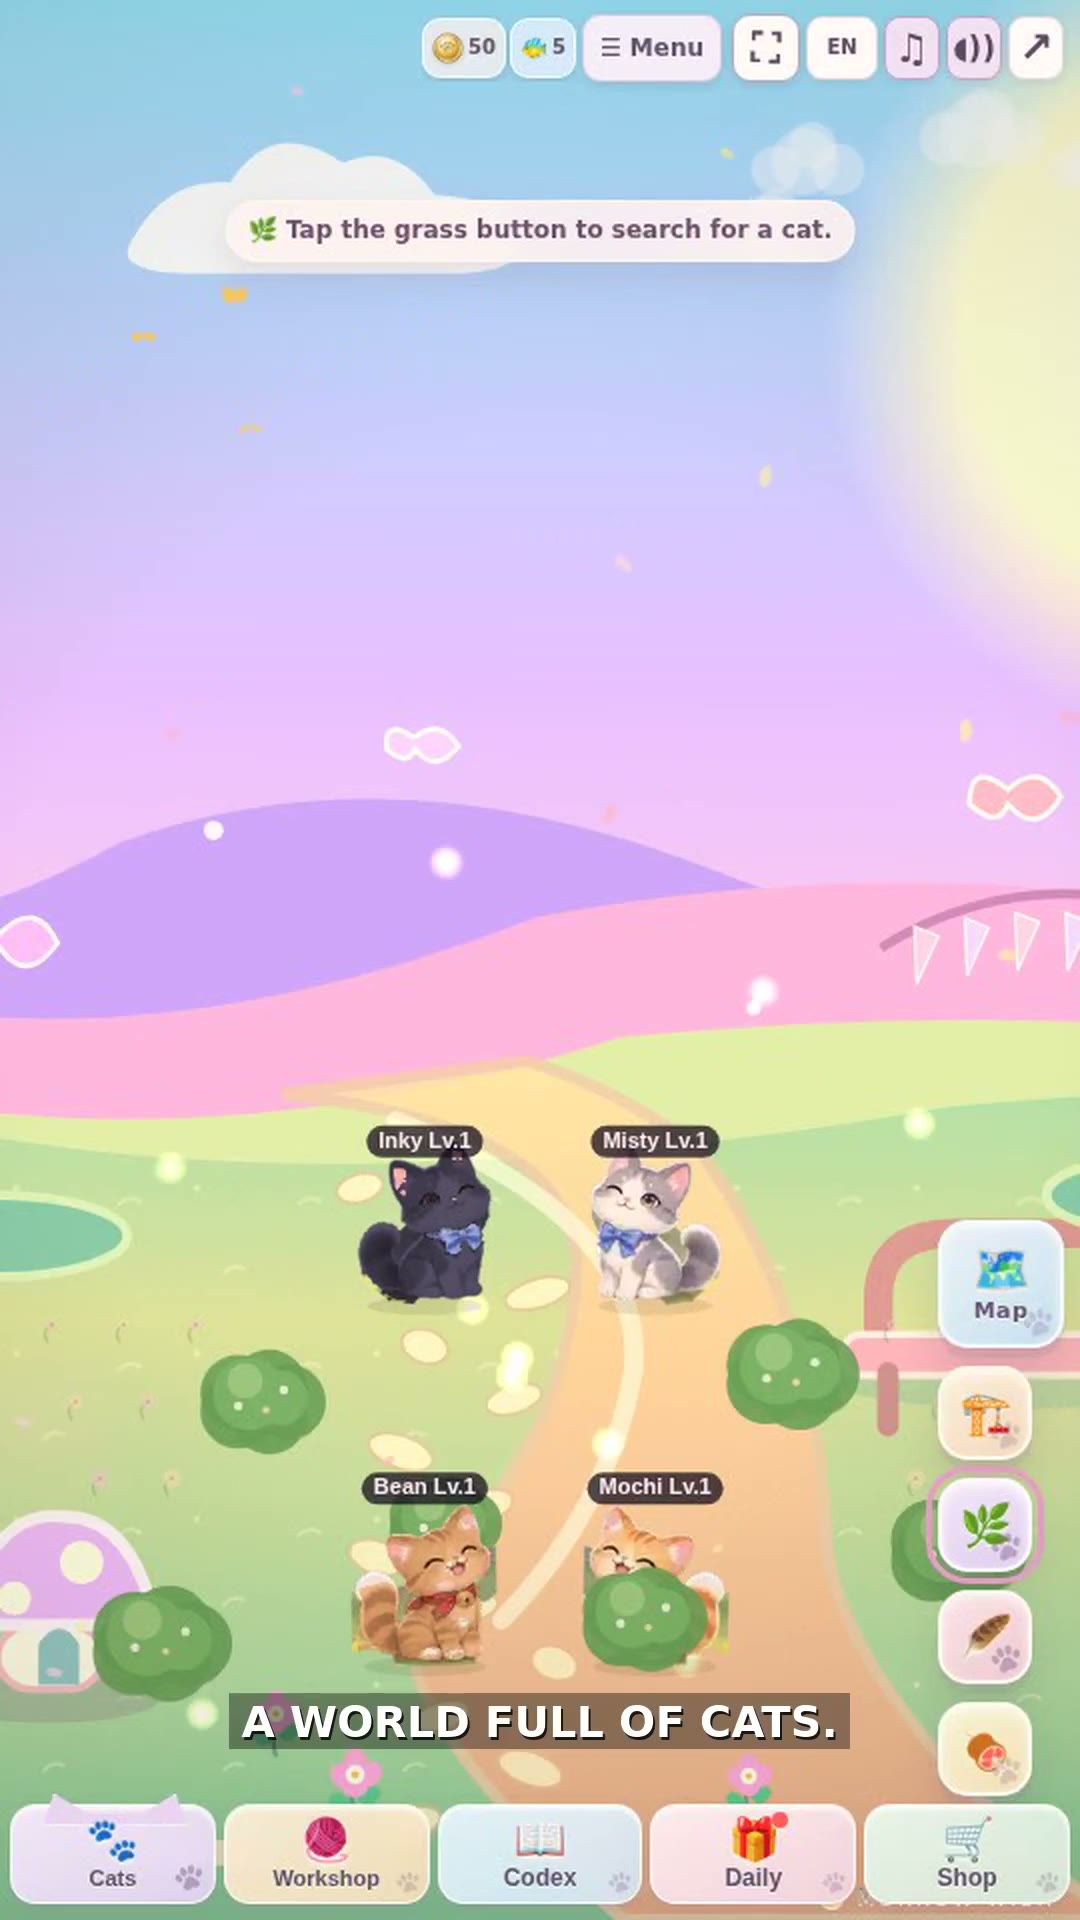 50
5
☰ Menu
EN
🌿 Tap the grass button to search for a cat.
Inky Lv.1
Misty Lv.1
Map
Bean Lv.1
Mochi Lv.1
A WORLD FULL OF CATS.
Cats
Workshop
Codex
Daily
Shop